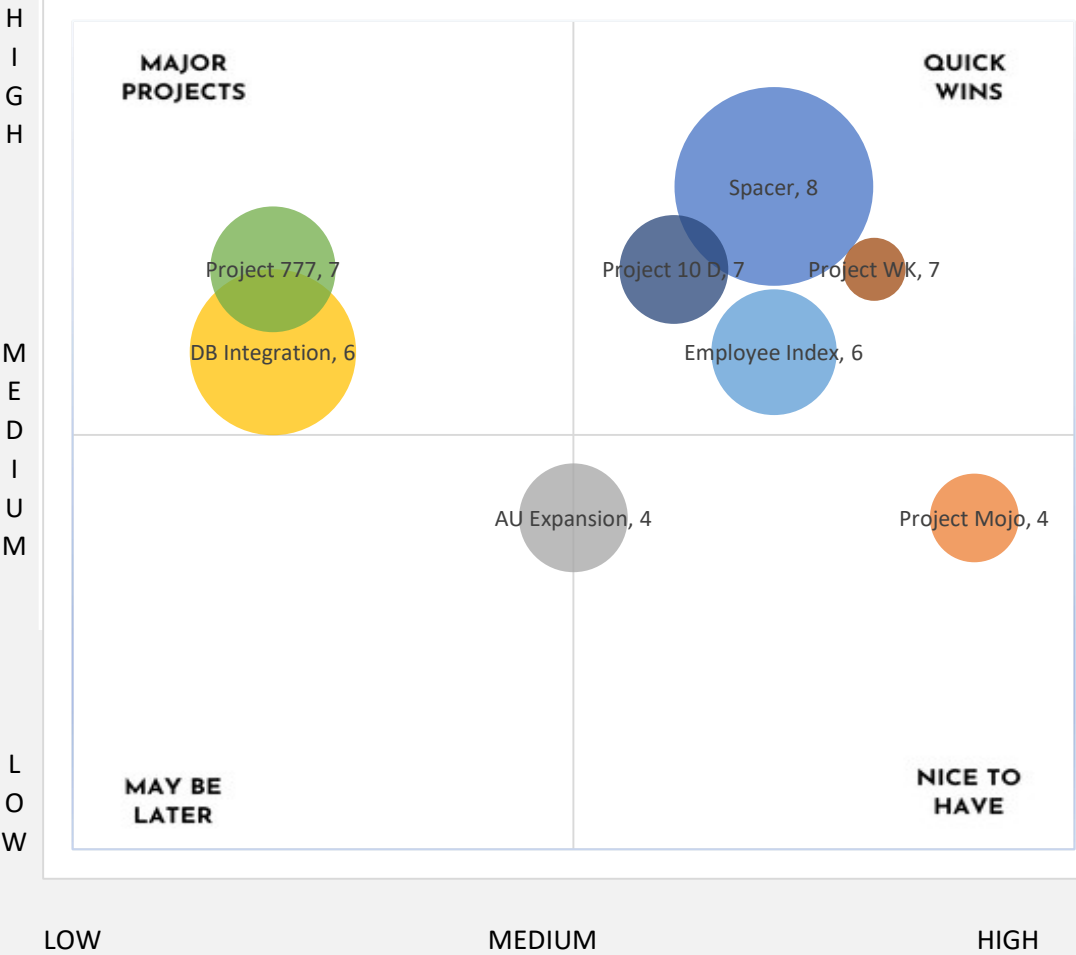 H
I
G
H
M
E
D
I
U
M
L
O
W
MAJOR
PROJECTS
QUICK
WINS
Spacer, 8
Project 777, 7
Project 10 D, 7
Project WK, 7
DB Integration, 6
Employee Index, 6
AU Expansion, 4
Project Mojo, 4
MAY BE
LATER
NICE TO
HAVE
LOW MEDIUM HIGH